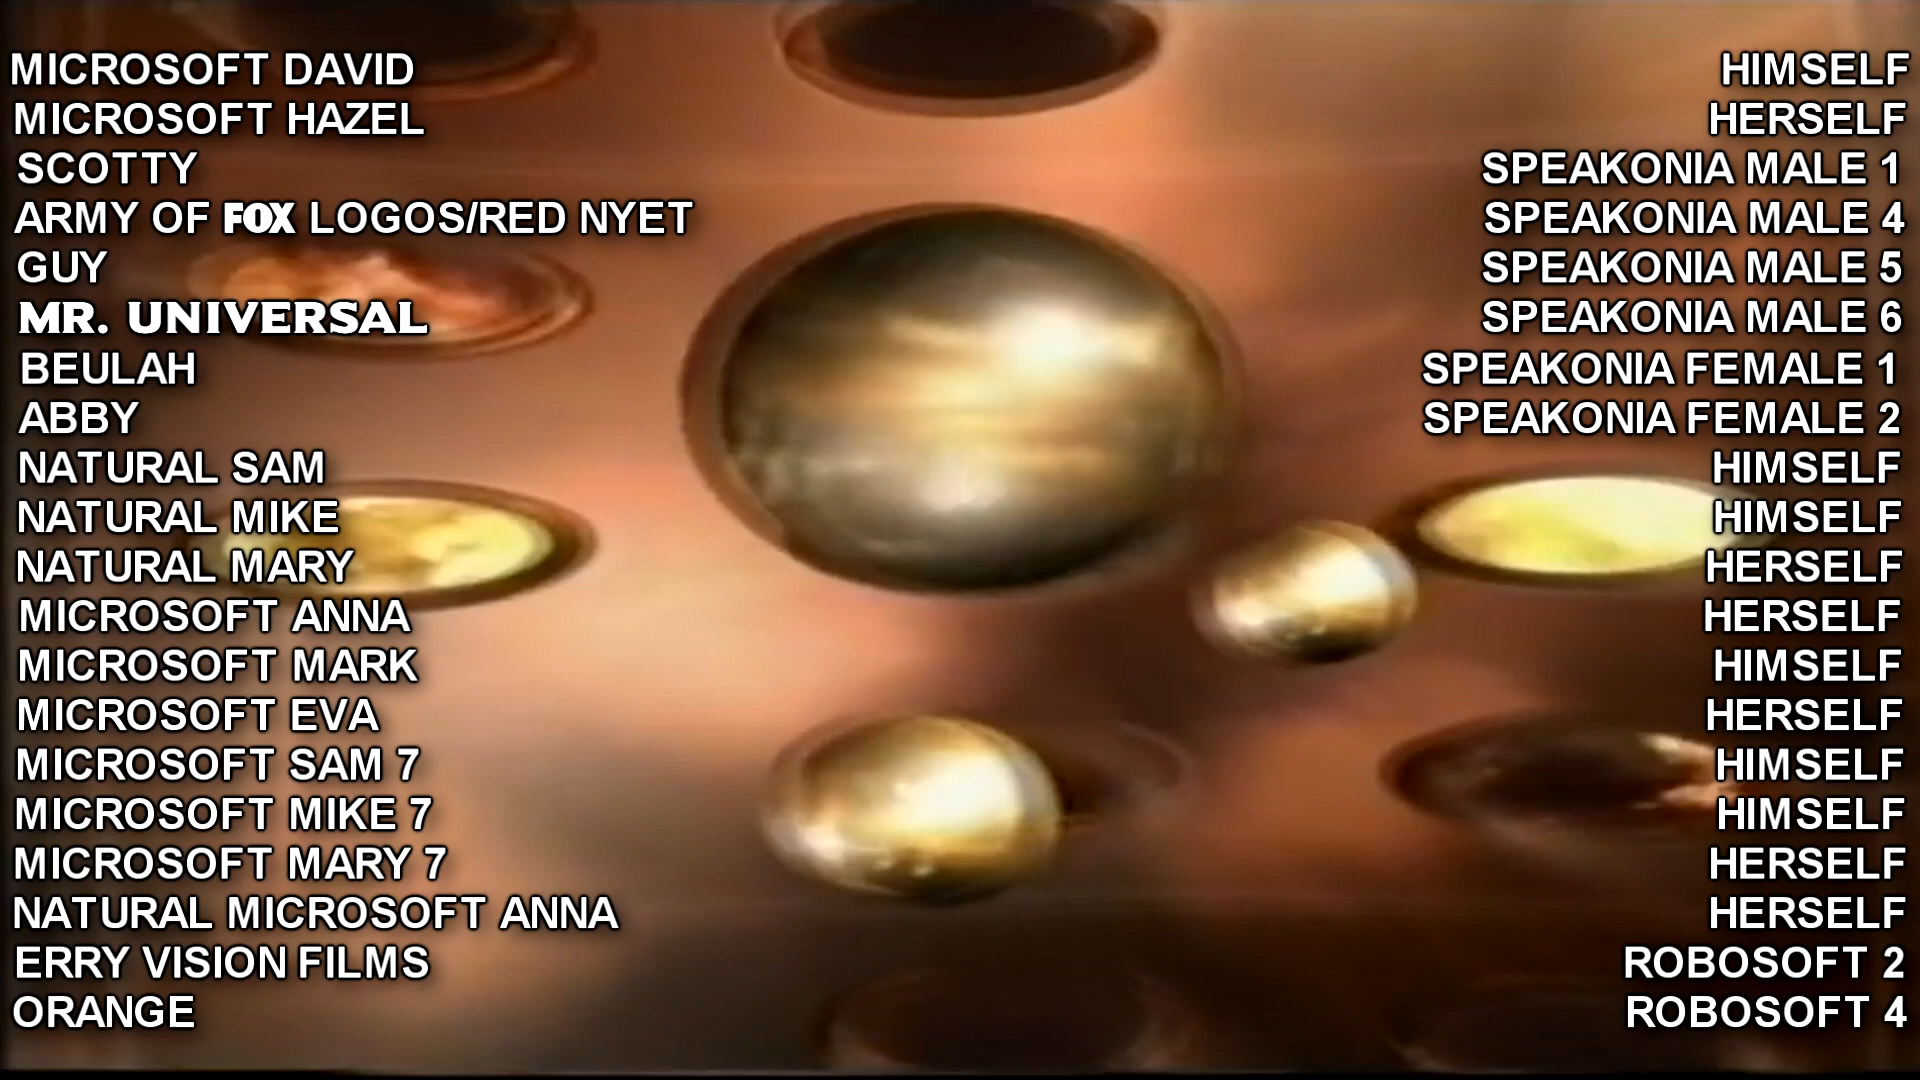 MICROSOFT DAVID HIMSELF
MICROSOFT HAZEL HERSELF
SCOTTY SPEAKONIA MALE 1
ARMY OF FOX LOGOS/RED NYET SPEAKONIA MALE 4
GUY SPEAKONIA MALE 5
MR. UNIVERSAL SPEAKONIA MALE 6
BEULAH SPEAKONIA FEMALE 1
ABBY SPEAKONIA FEMALE 2
NATURAL SAM HIMSELF
NATURAL MIKE HIMSELF
NATURAL MARY HERSELF
MICROSOFT ANNA HERSELF
MICROSOFT MARK HIMSELF
MICROSOFT EVA HERSELF
MICROSOFT SAM 7 HIMSELF
MICROSOFT MIKE 7 HIMSELF
MICROSOFT MARY 7 HERSELF
NATURAL MICROSOFT ANNA HERSELF
ERRY VISION FILMS ROBOSOFT 2
ORANGE ROBOSOFT 4